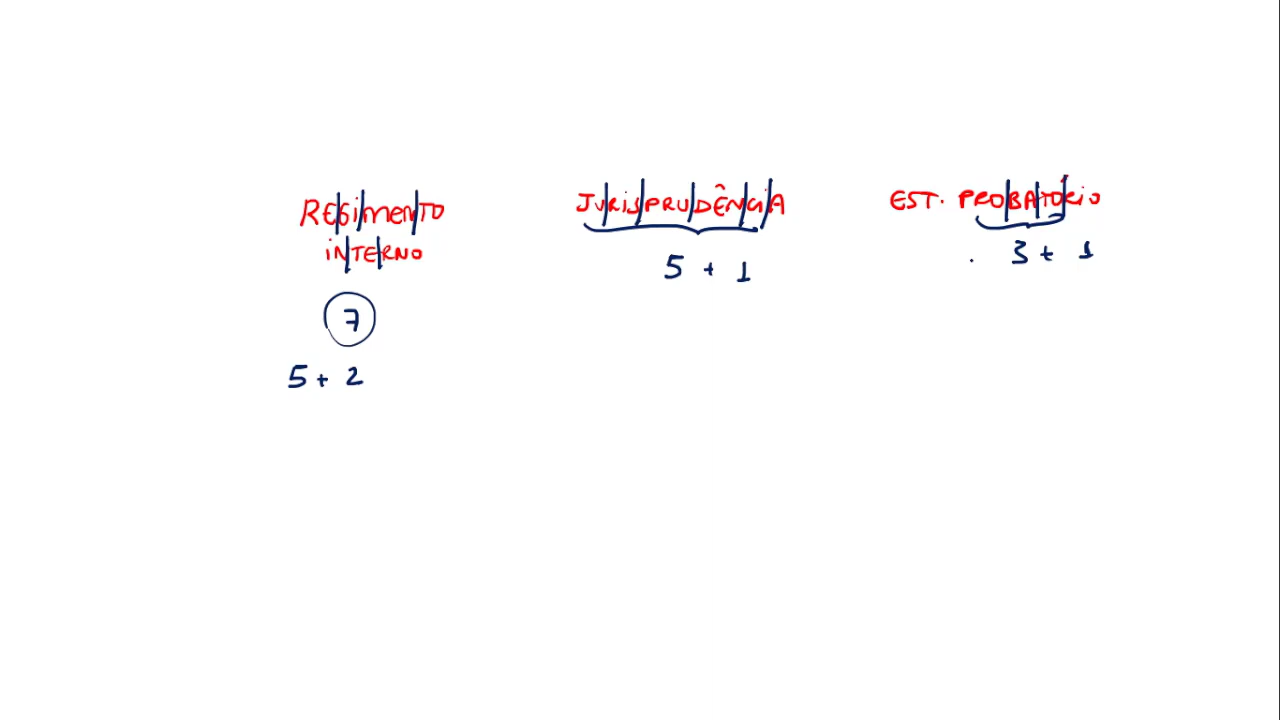 REGIMENTO
INTERNO
7
5 + 2
JURISPRUDÊNCIA
5 + 1
EST. PROBATÓRIO
3 + 1